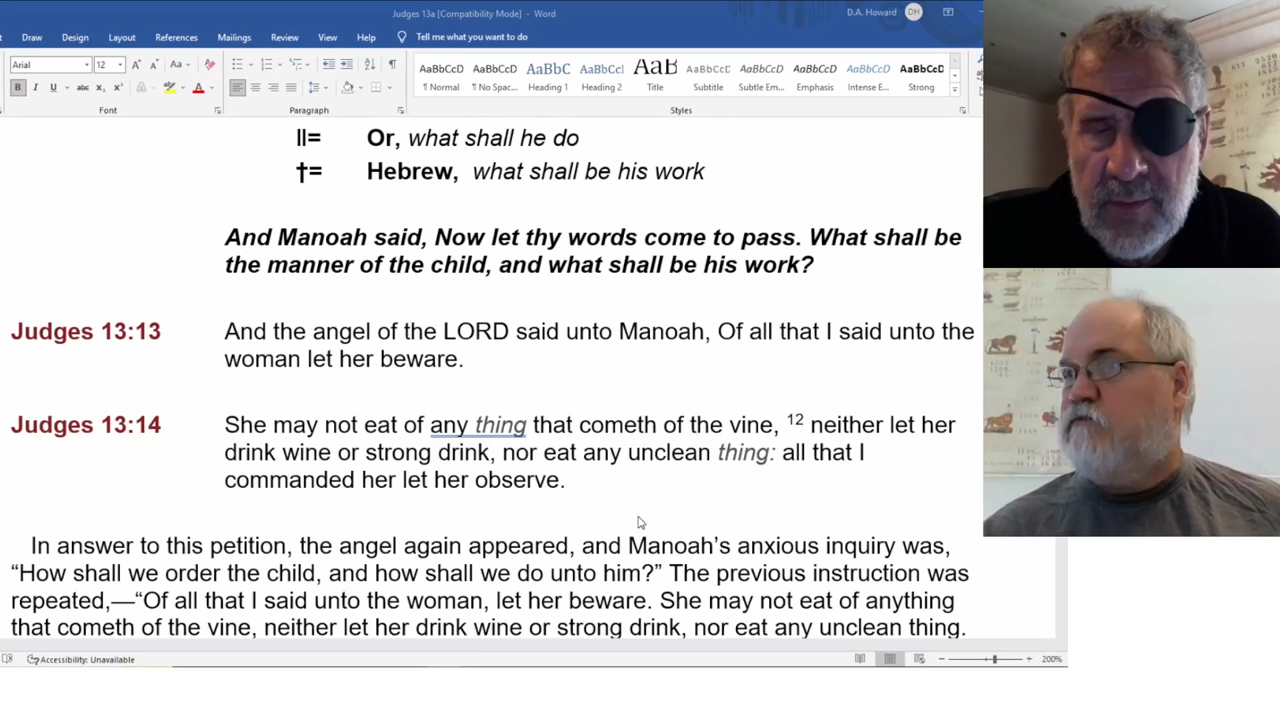 Judges 13a [Compatibility Mode] - Word
D.A. Howard DH
Draw Design Layout References Mailings Review View Help Tell me what you want to do
Arial 12 Aa
AaBbCcD AaBbCcD AaBbC AaBbCcI AaB AaBbCcD AaBbCcD AaBbCcD AaBbCcD AaBbCcD
¶ Normal ¶ No Spac... Heading 1 Heading 2 Title Subtitle Subtle Em... Emphasis Intense E... Strong
Font Paragraph Styles
‖= Or, what shall he do
†= Hebrew, what shall be his work
And Manoah said, Now let thy words come to pass. What shall be
the manner of the child, and what shall be his work?
Judges 13:13 And the angel of the LORD said unto Manoah, Of all that I said unto the
woman let her beware.
Judges 13:14 She may not eat of any thing that cometh of the vine, 12 neither let her
drink wine or strong drink, nor eat any unclean thing: all that I
commanded her let her observe.
In answer to this petition, the angel again appeared, and Manoah’s anxious inquiry was,
“How shall we order the child, and how shall we do unto him?” The previous instruction was
repeated,—“Of all that I said unto the woman, let her beware. She may not eat of anything
that cometh of the vine, neither let her drink wine or strong drink, nor eat any unclean thing.
Accessibility: Unavailable 200%